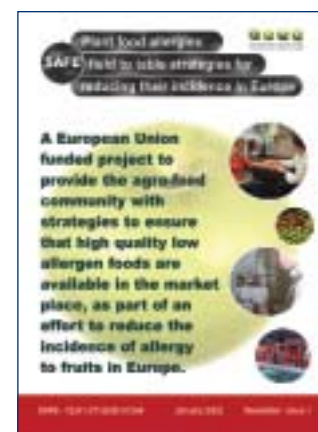 Plant food allergies
SAFE
field to table strategies for
reducing their incidence in Europe
A European Union
funded project to
provide the agro-food
community with
strategies to ensure
that high quality low
allergen foods are
available in the market
place, as part of an
effort to reduce the
incidence of allergy
to fruits in Europe.
Newsletter issue 1